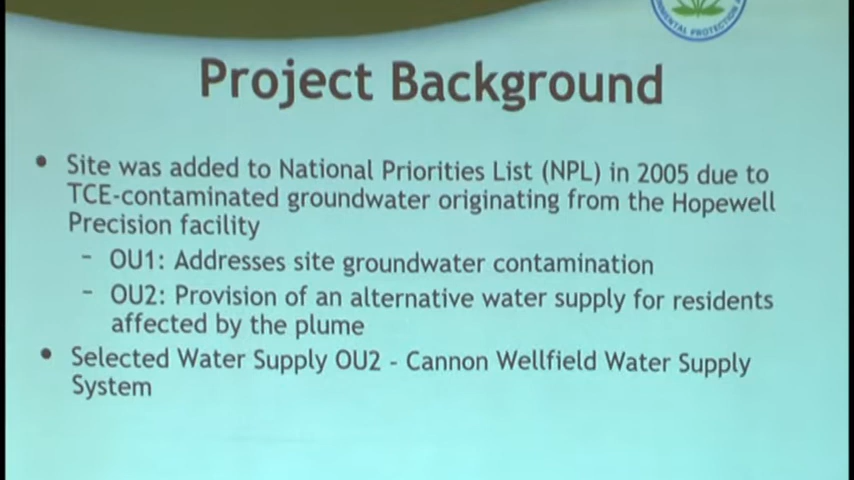 ENTAL PROTECTION
Project Background
• Site was added to National Priorities List (NPL) in 2005 due to
TCE-contaminated groundwater originating from the Hopewell
Precision facility
- OU1: Addresses site groundwater contamination
- OU2: Provision of an alternative water supply for residents
affected by the plume
• Selected Water Supply OU2 - Cannon Wellfield Water Supply
System